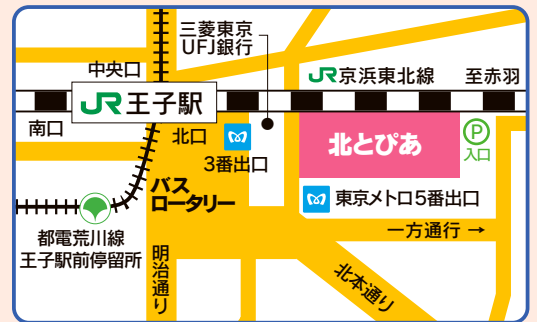 三菱東京
UFJ銀行
中央口
JR京浜東北線
至赤羽
JR王子駅
南口
北口
3番出口
北とぴあ
P
入口
バス
ロータリー
東京メトロ5番出口
一方通行 →
都電荒川線
王子駅前停留所
明治通り
北本通り